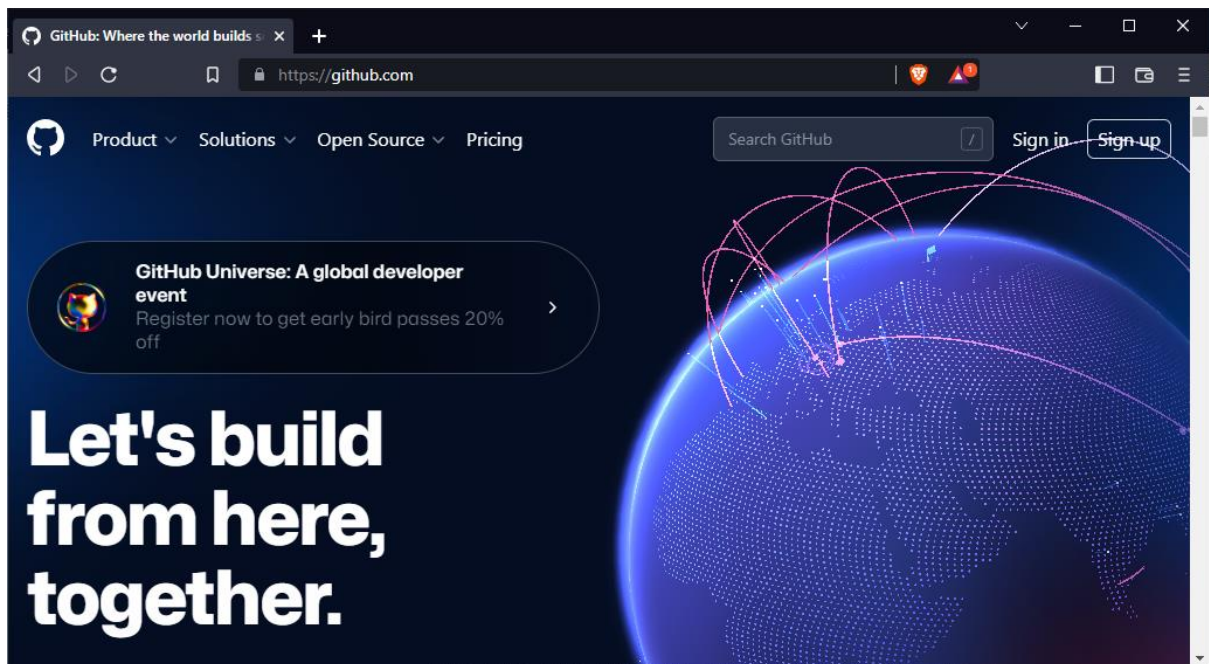 GitHub: Where the world builds s
https://github.com
1
Product
Solutions
Open Source
Pricing
Search GitHub
/
Sign in
Sign up
GitHub Universe: A global developer
event
Register now to get early bird passes 20%
off
Let's build
from here,
together.